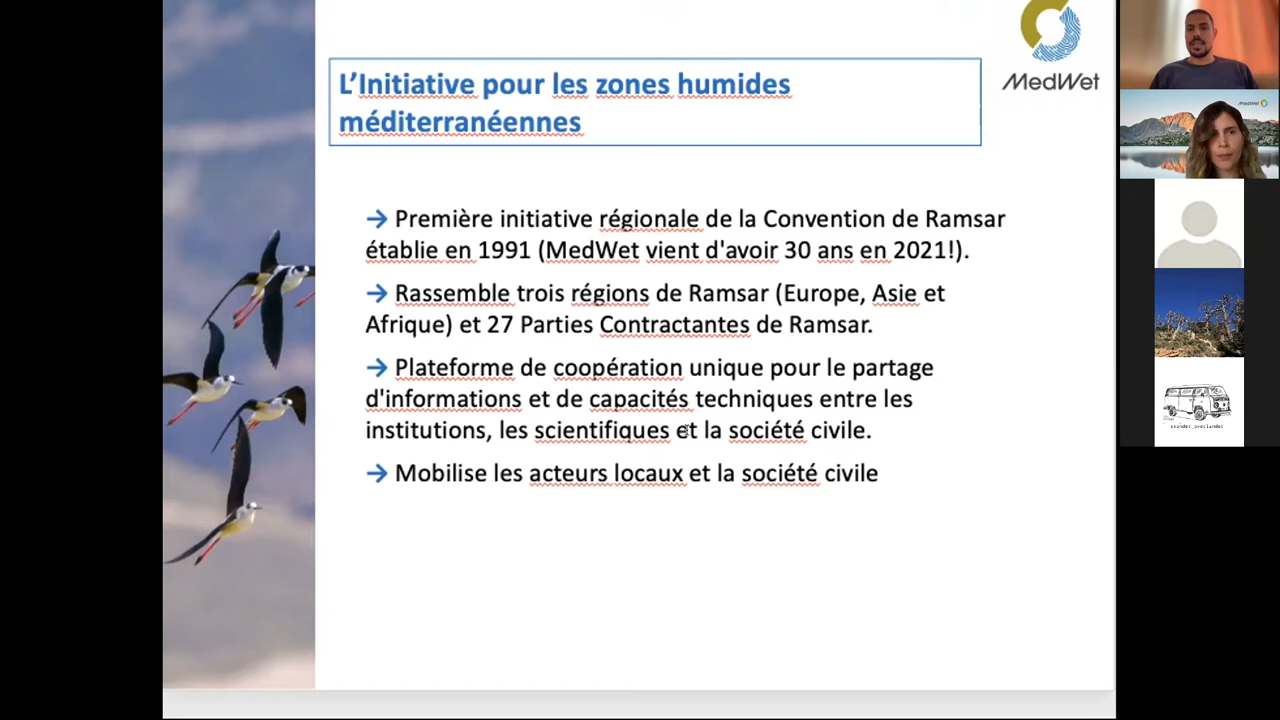 MedWet
L’Initiative pour les zones humides
méditerranéennes
→ Première initiative régionale de la Convention de Ramsar
établie en 1991 (MedWet vient d'avoir 30 ans en 2021!).
→ Rassemble trois régions de Ramsar (Europe, Asie et
Afrique) et 27 Parties Contractantes de Ramsar.
→ Plateforme de coopération unique pour le partage
d'informations et de capacités techniques entre les
institutions, les scientifiques et la société civile.
→ Mobilise les acteurs locaux et la société civile
MedWet
skander_overlander